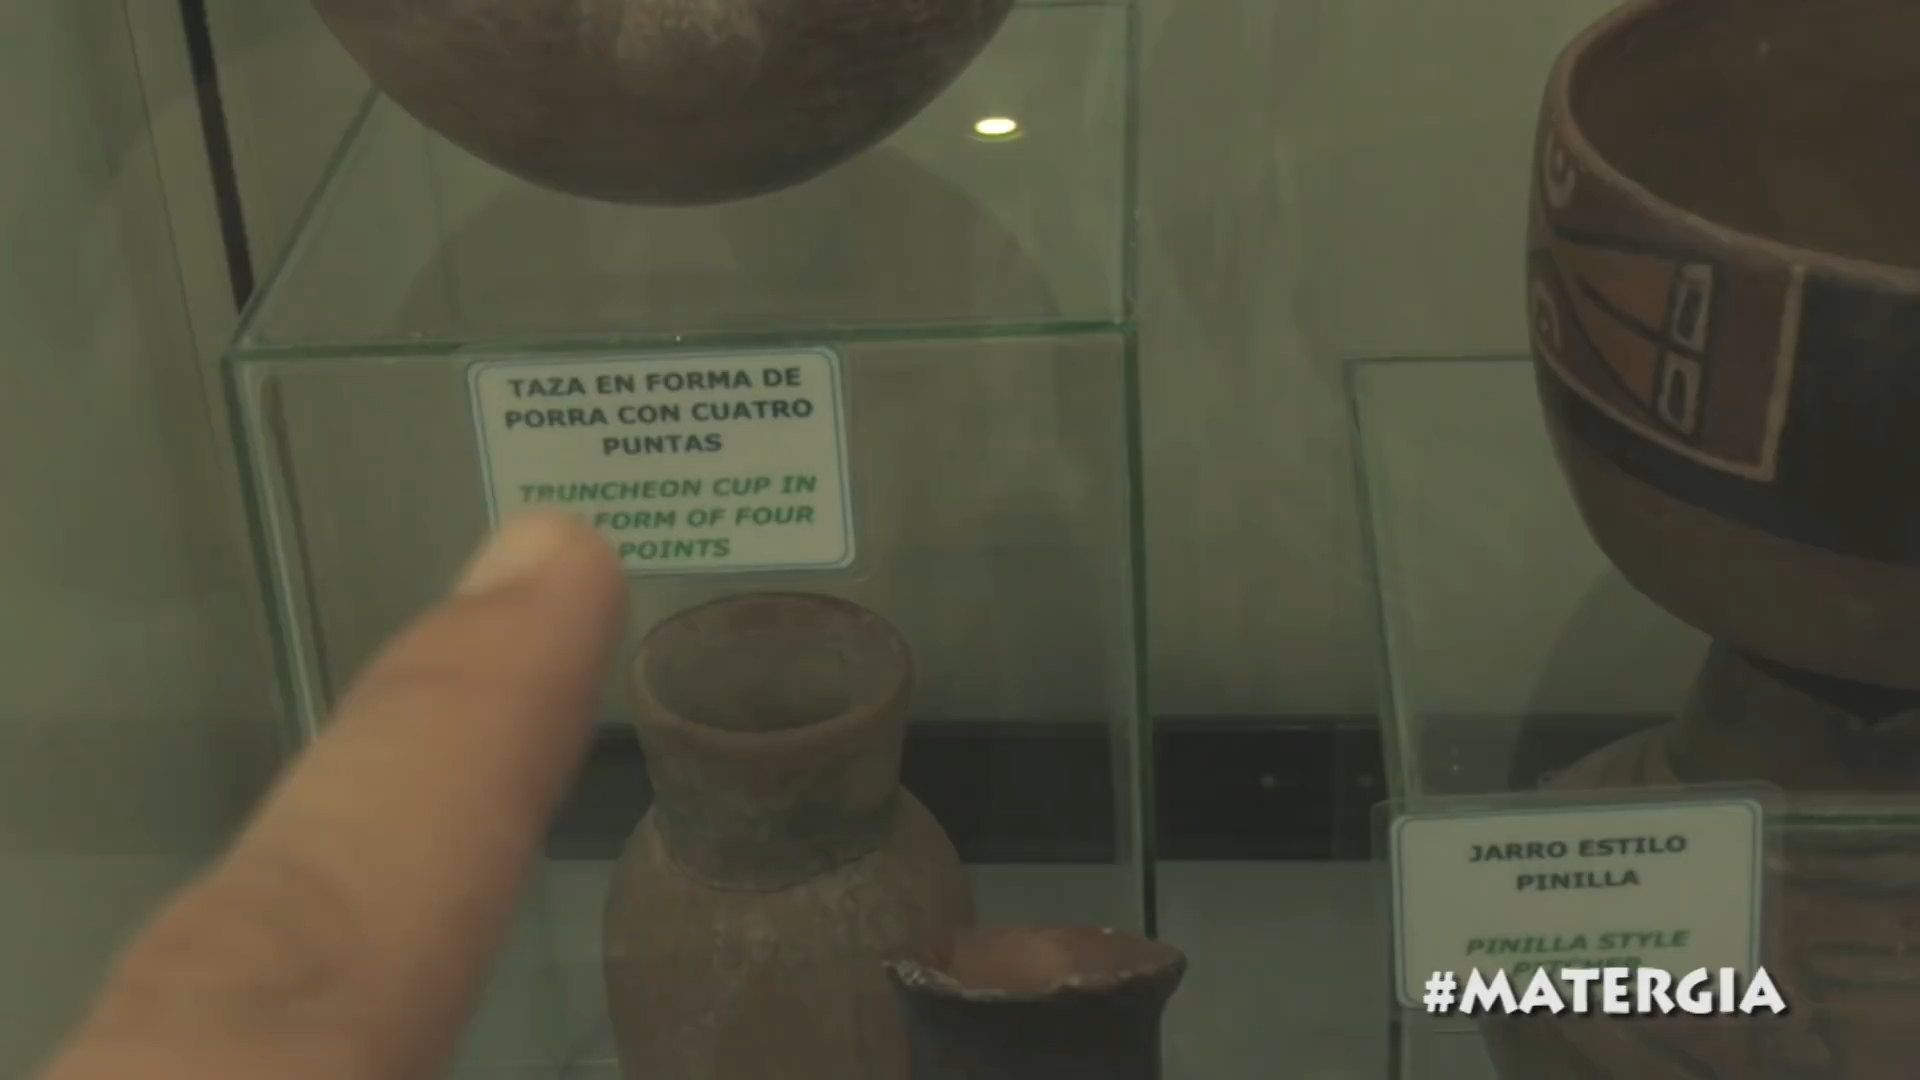 TAZA EN FORMA DE
PORRA CON CUATRO
PUNTAS
TRUNCHEON CUP IN
FORM OF FOUR
POINTS
JARRO ESTILO
PINILLA
PINILLA STYLE
PITCHER
#MATERGIA